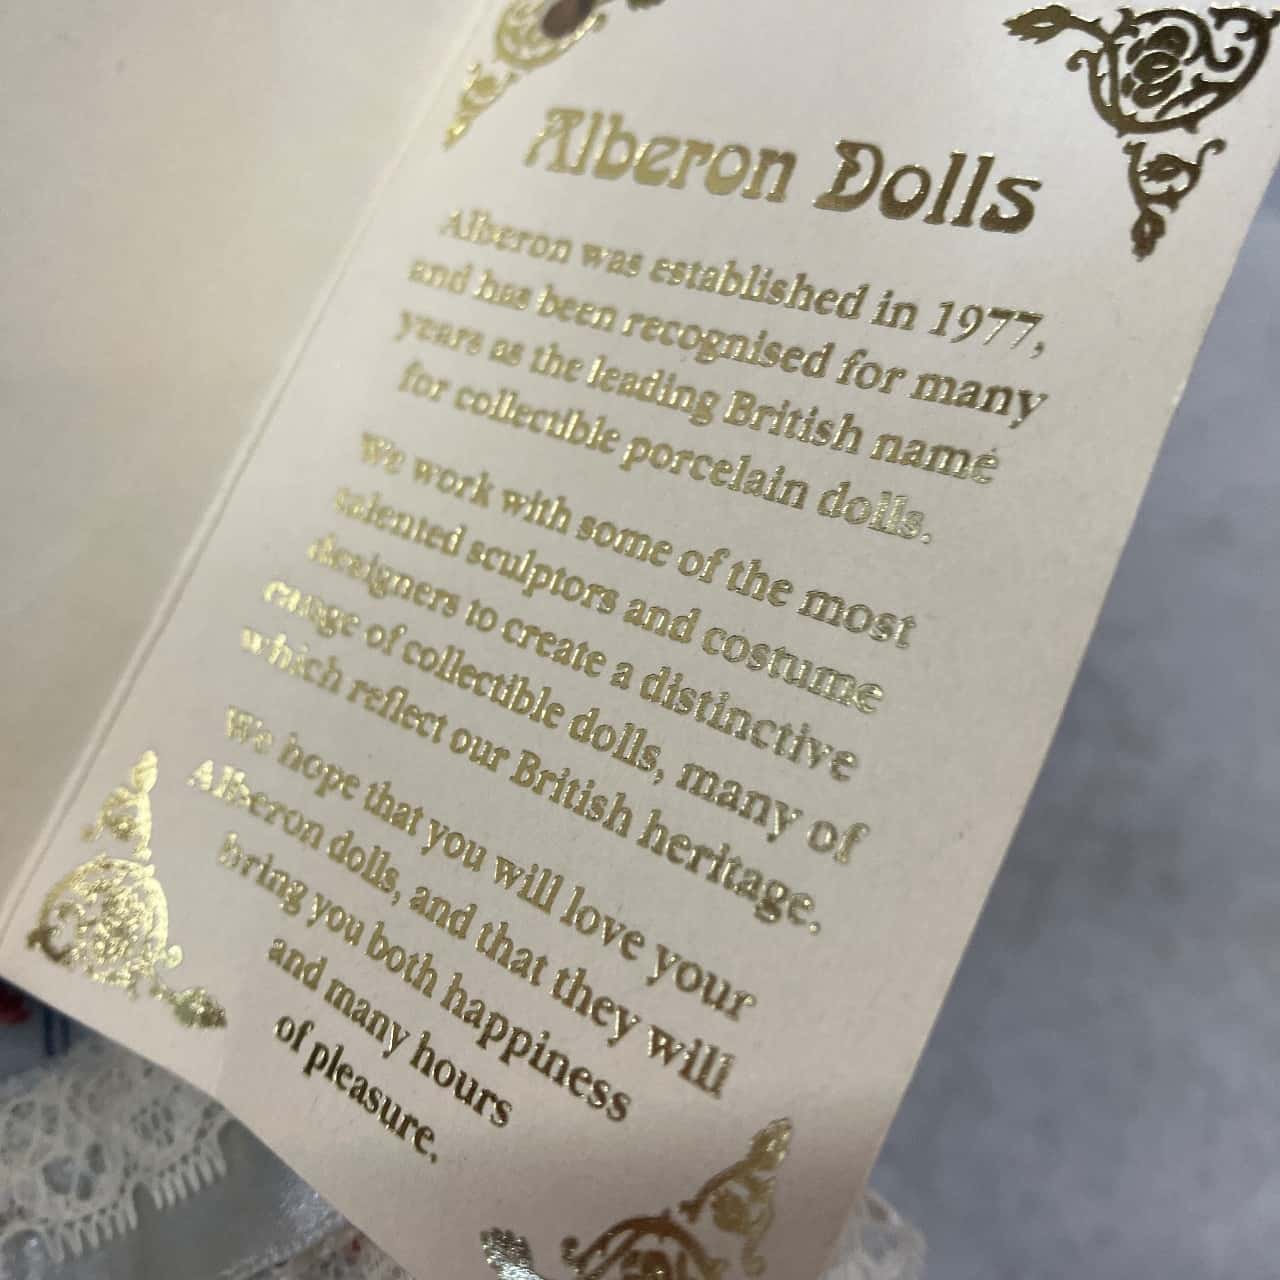 Alberon Dolls
Alberon was established in 1977,
and has been recognised for many
years as the leading British name
for collectible porcelain dolls.
We work with some of the most
talented sculptors and costume
designers to create a distinctive
range of collectible dolls, many of
which reflect our British heritage.
We hope that you will love your
Alberon dolls, and that they will
bring you both happiness
and many hours
of pleasure.